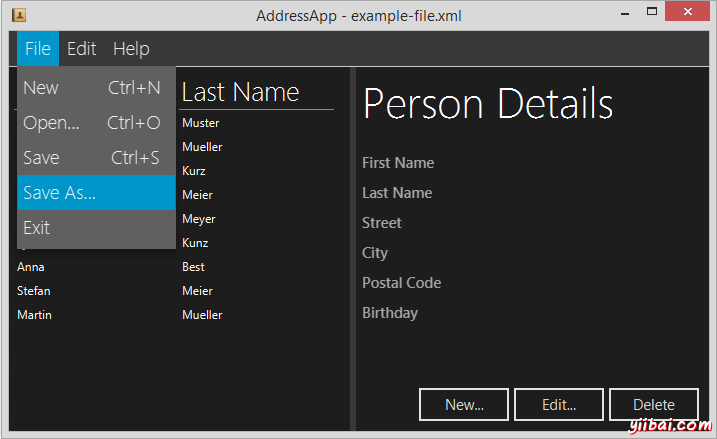 AddressApp - example-file.xml
File Edit Help
New Ctrl+N
Open... Ctrl+O
Save Ctrl+S
Save As...
Exit
Last Name
Muster
Mueller
Kurz
Meier
Meyer
Kunz
Anna Best
Stefan Meier
Martin Mueller
Person Details
First Name
Last Name
Street
City
Postal Code
Birthday
New... Edit... Delete
yiibai.com